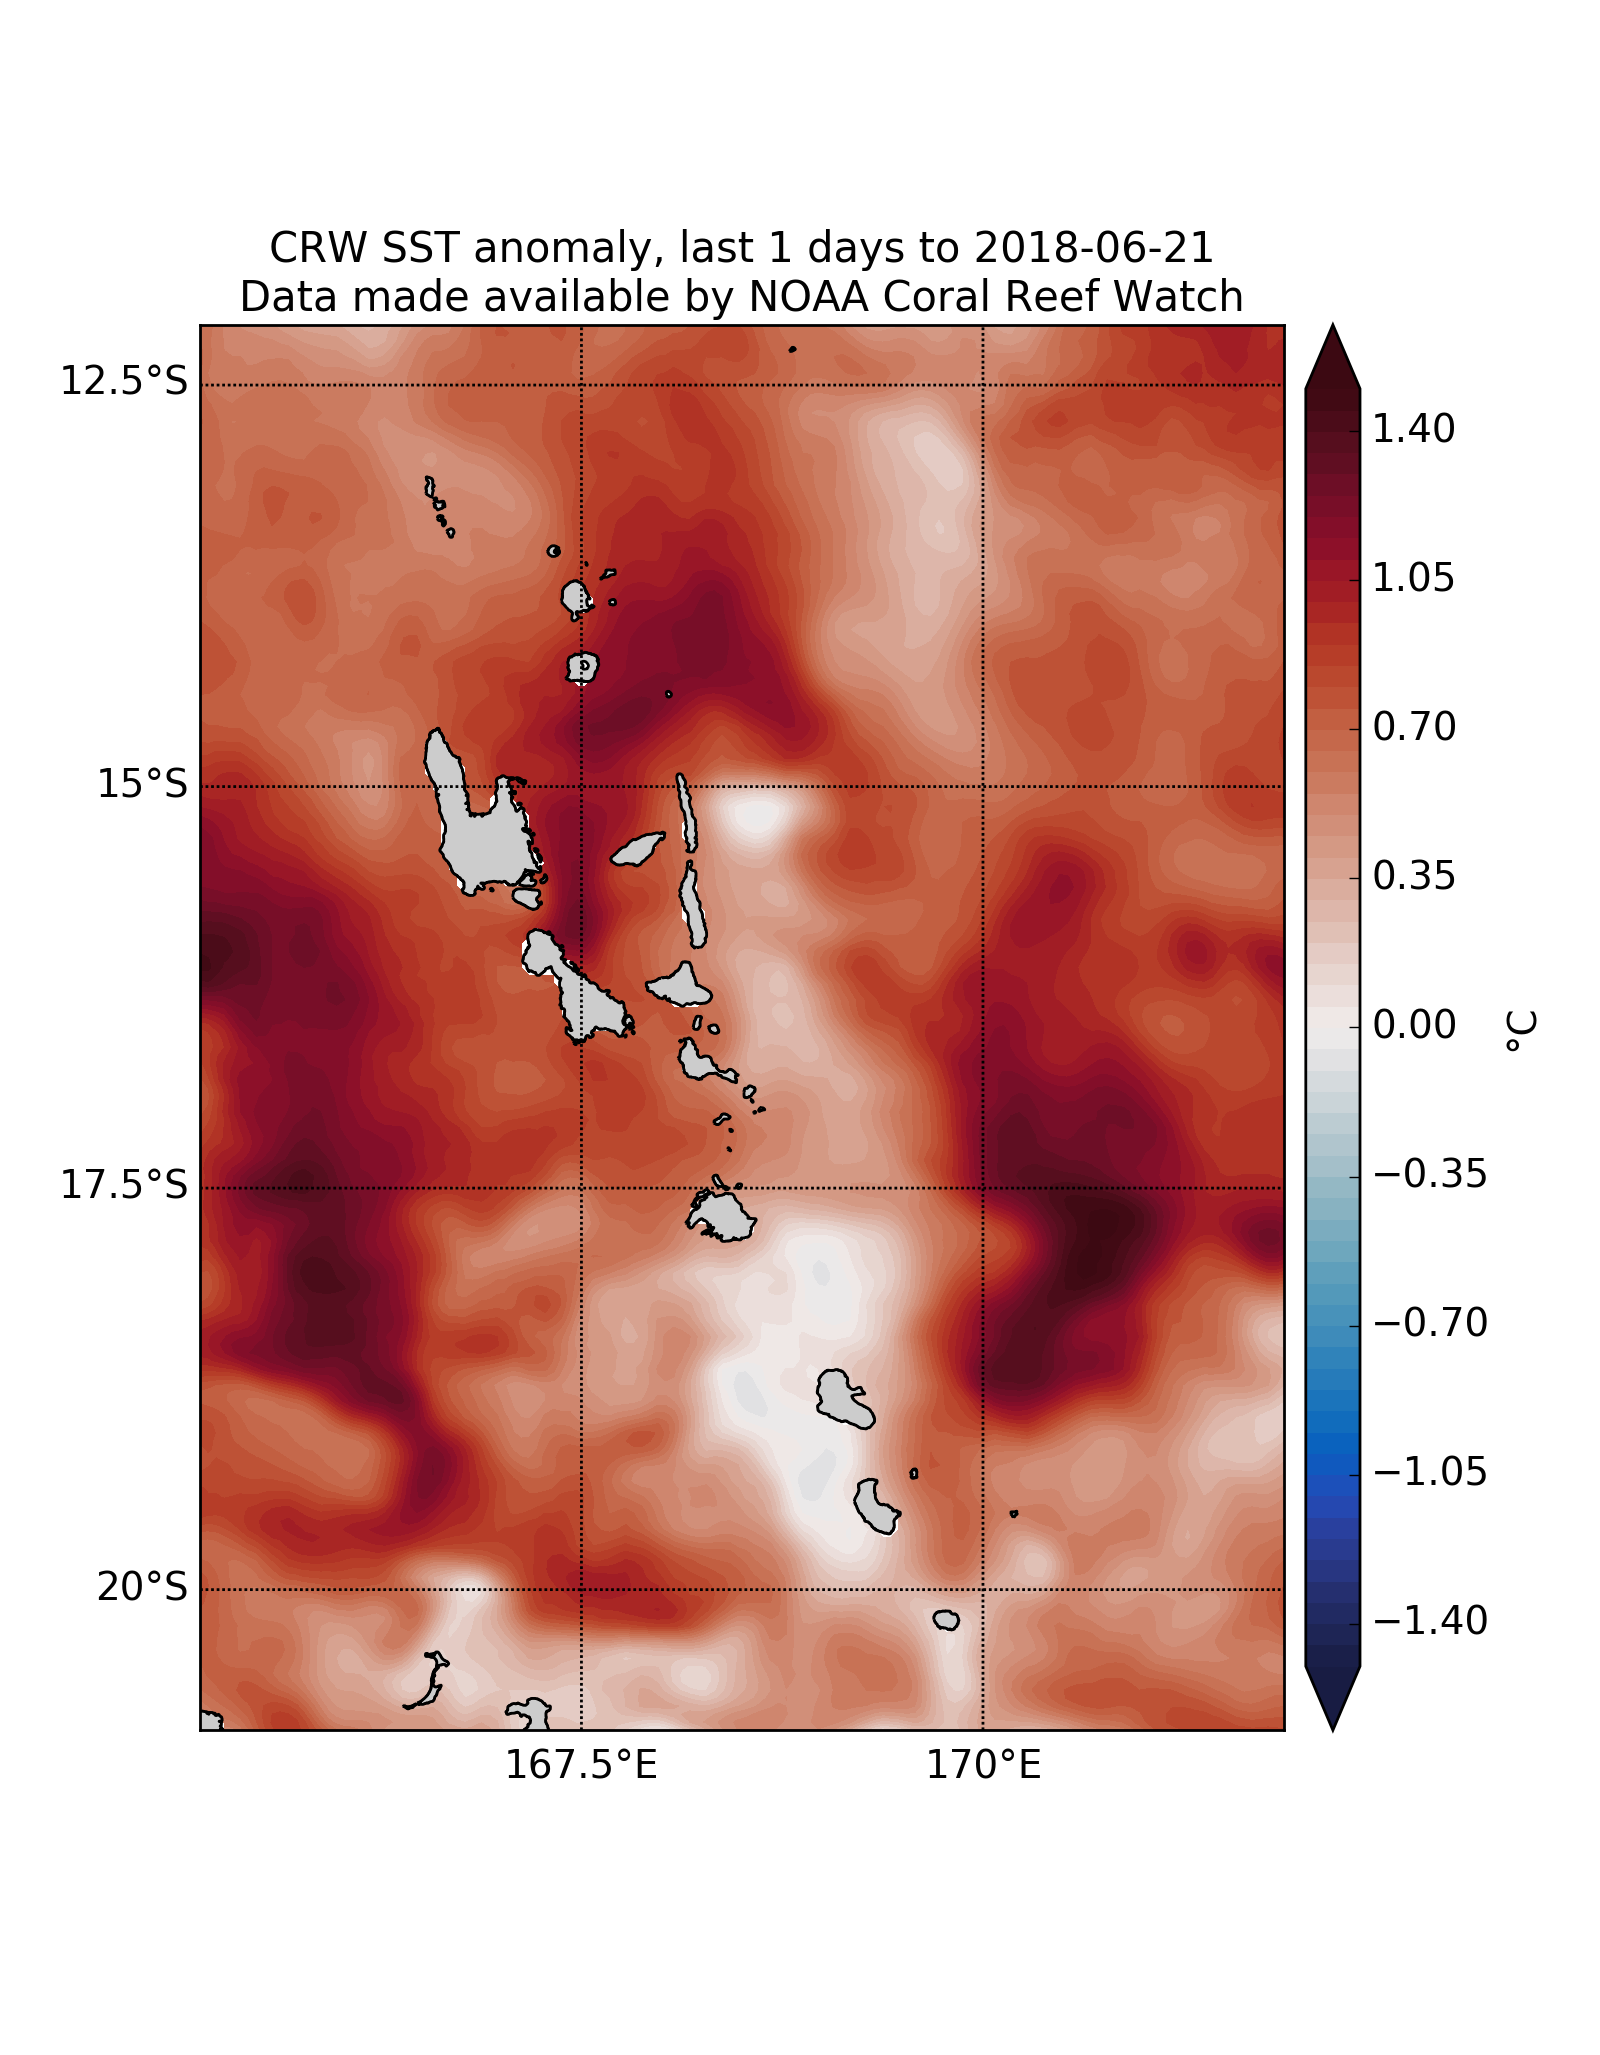 CRW SST anomaly, last 1 days to 2018-06-21
Data made available by NOAA Coral Reef Watch
12.5°S
15°S
17.5°S
20°S
167.5°E
170°E
1.40
1.05
0.70
0.35
0.00
−0.35
−0.70
−1.05
−1.40
°C